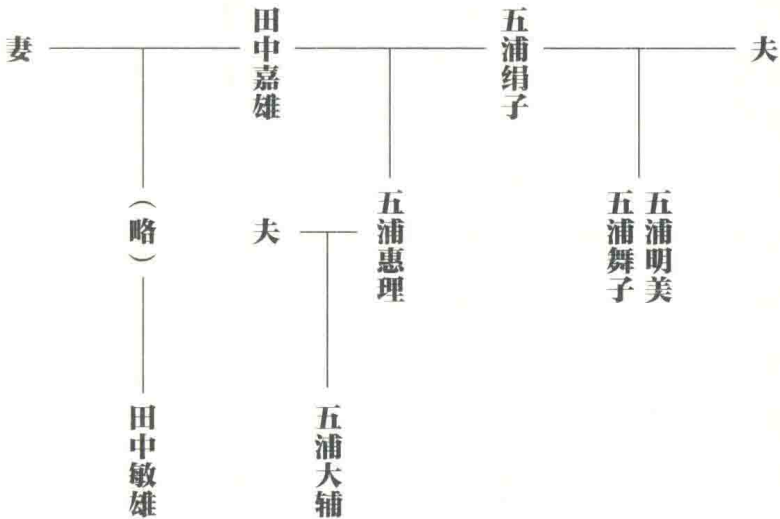 妻
田中嘉雄
五浦绢子
夫
（略）
夫
五浦惠理
五浦舞子
五浦明美
田中敏雄
五浦大辅